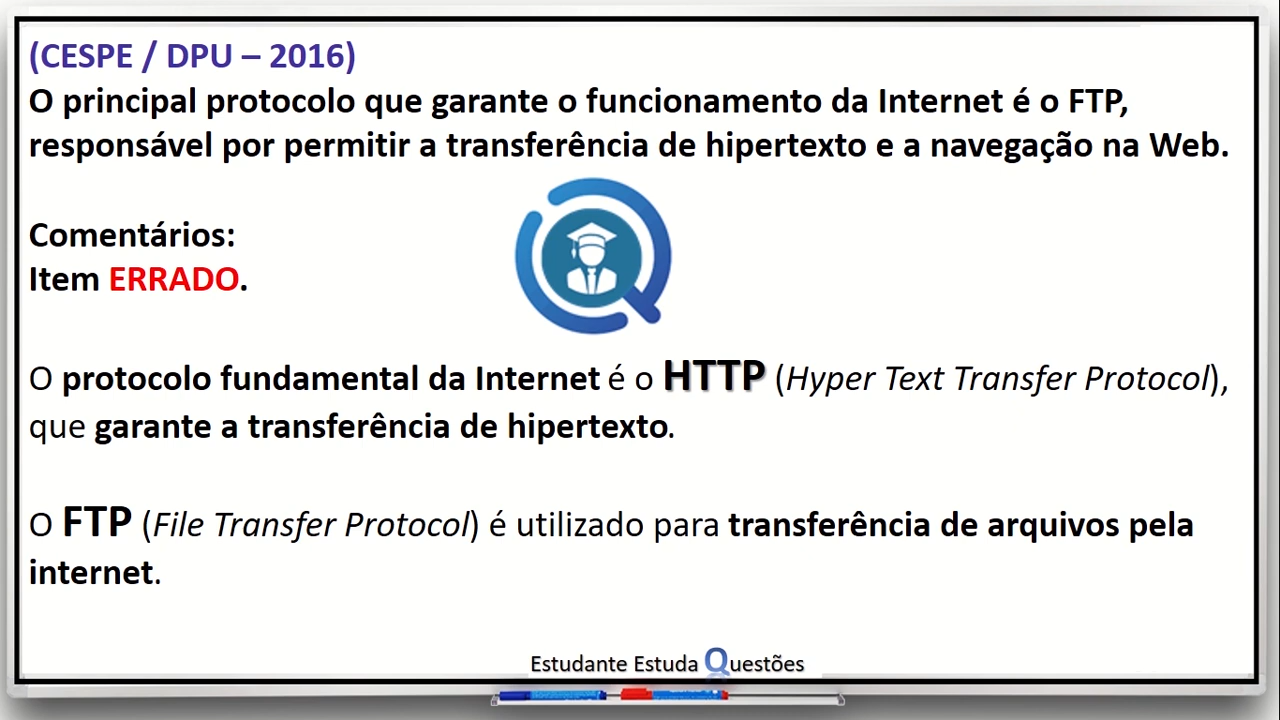 (CESPE / DPU – 2016)
O principal protocolo que garante o funcionamento da Internet é o FTP,
responsável por permitir a transferência de hipertexto e a navegação na Web.
Comentários:
Item ERRADO.
O protocolo fundamental da Internet é o HTTP (Hyper Text Transfer Protocol),
que garante a transferência de hipertexto.
O FTP (File Transfer Protocol) é utilizado para transferência de arquivos pela
internet.
Estudante Estuda Questões